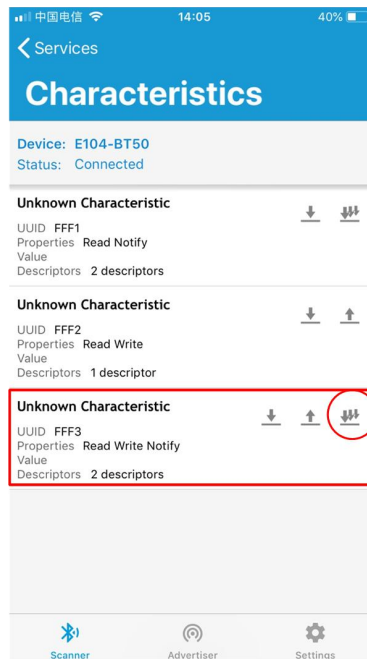 中国电信 14:05 40%
Services
Characteristics
Device: E104-BT50
Status: Connected
Unknown Characteristic
UUID FFF1
Properties Read Notify
Value
Descriptors 2 descriptors
Unknown Characteristic
UUID FFF2
Properties Read Write
Value
Descriptors 1 descriptor
Unknown Characteristic
UUID FFF3
Properties Read Write Notify
Value
Descriptors 2 descriptors
Scanner Advertiser Settings